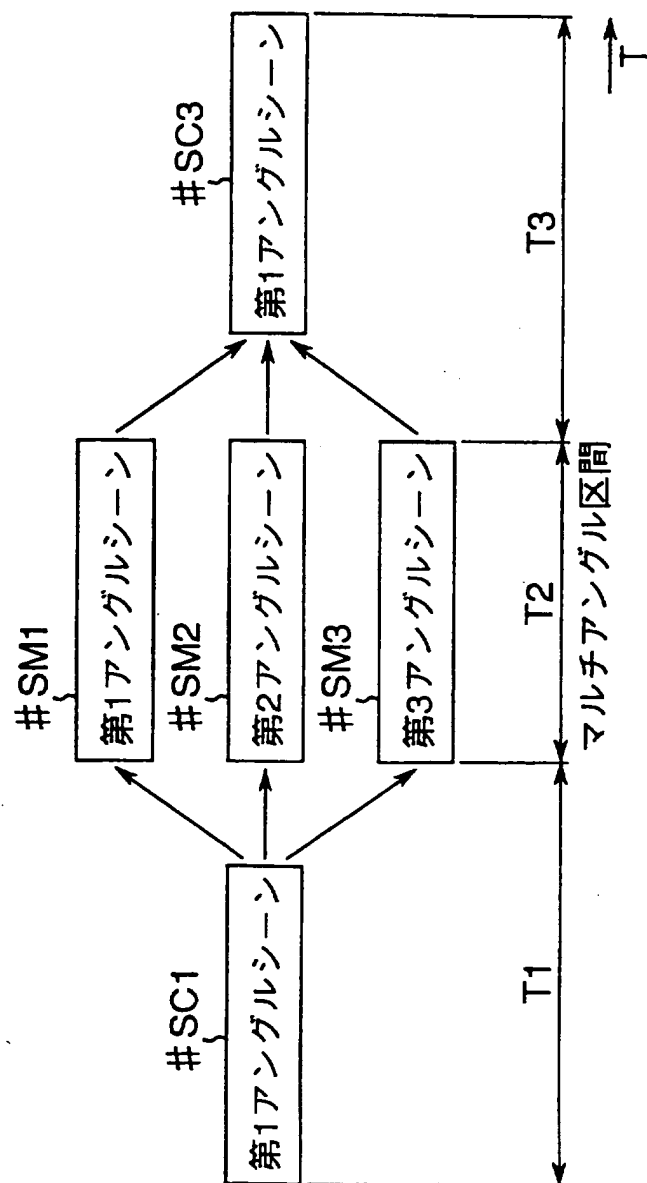 #SC1
第1アングルシーン
#SM1
第1アングルシーン
#SM2
第2アングルシーン
#SM3
第3アングルシーン
#SC3
第1アングルシーン
T1
T2
マルチアングル区間
T3
T